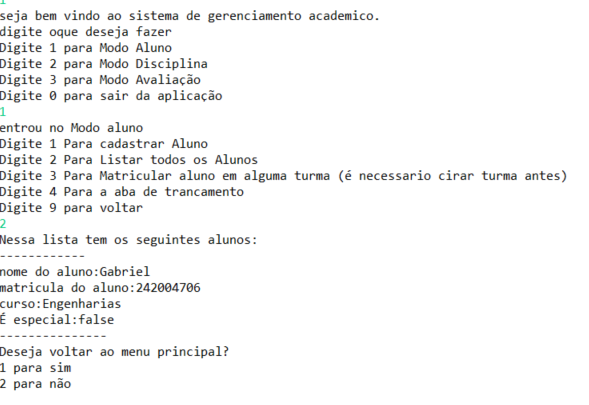 seja bem vindo ao sistema de gerenciamento academico.
digite oque deseja fazer
Digite 1 para Modo Aluno
Digite 2 para Modo Disciplina
Digite 3 para Modo Avaliação
Digite 0 para sair da aplicação
1
entrou no Modo aluno
Digite 1 Para cadastrar Aluno
Digite 2 Para Listar todos os Alunos
Digite 3 Para Matricular aluno em alguma turma (é necessario cirar turma antes)
Digite 4 Para a aba de trancamento
Digite 9 para voltar
2
Nessa lista tem os seguintes alunos:
------------
nome do aluno:Gabriel
matricula do aluno:242004706
curso:Engenharias
É especial:false
---------------
Deseja voltar ao menu principal?
1 para sim
2 para não